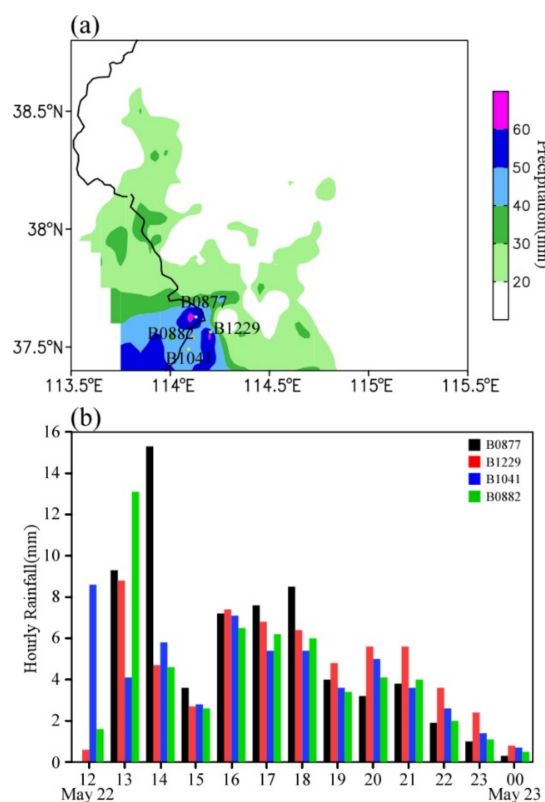 (a)
38.5°N
38°N
37.5°N
113.5°E
114°E
114.5°E
115°E
115.5°E
B0877
B0882
B1229
B1041
60
50
40
30
20
Precipitation(mm)
(b)
Hourly Rainfall(mm)
16
14
12
10
8
6
4
2
0
B0877
B1229
B1041
B0882
12 13 14 15 16 17 18 19 20 21 22 23 00
May 22 May 23